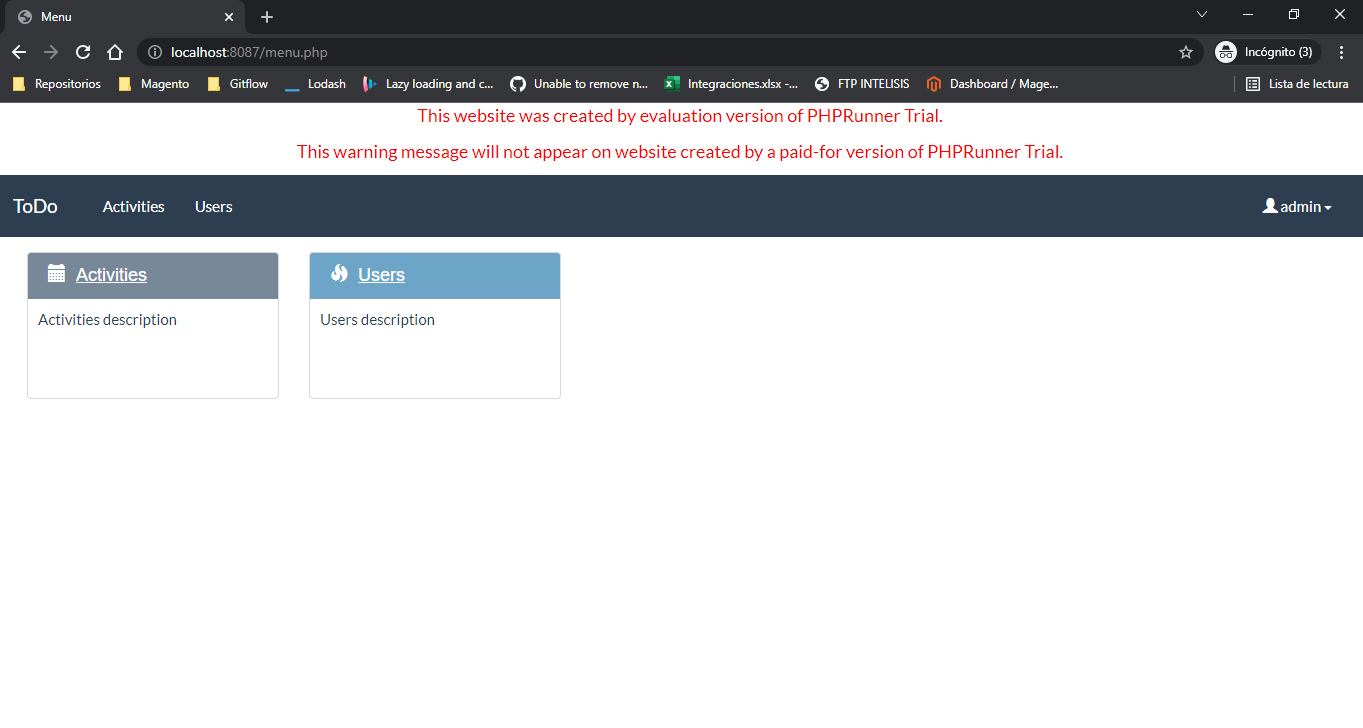 Menu
localhost:8087/menu.php
Incógnito (3)
Repositorios Magento Gitflow Lodash Lazy loading and c... Unable to remove n... Integraciones.xlsx -... FTP INTELISIS Dashboard / Mage... Lista de lectura
This website was created by evaluation version of PHPRunner Trial.
This warning message will not appear on website created by a paid-for version of PHPRunner Trial.
ToDo Activities Users admin
Activities Users
Activities description Users description